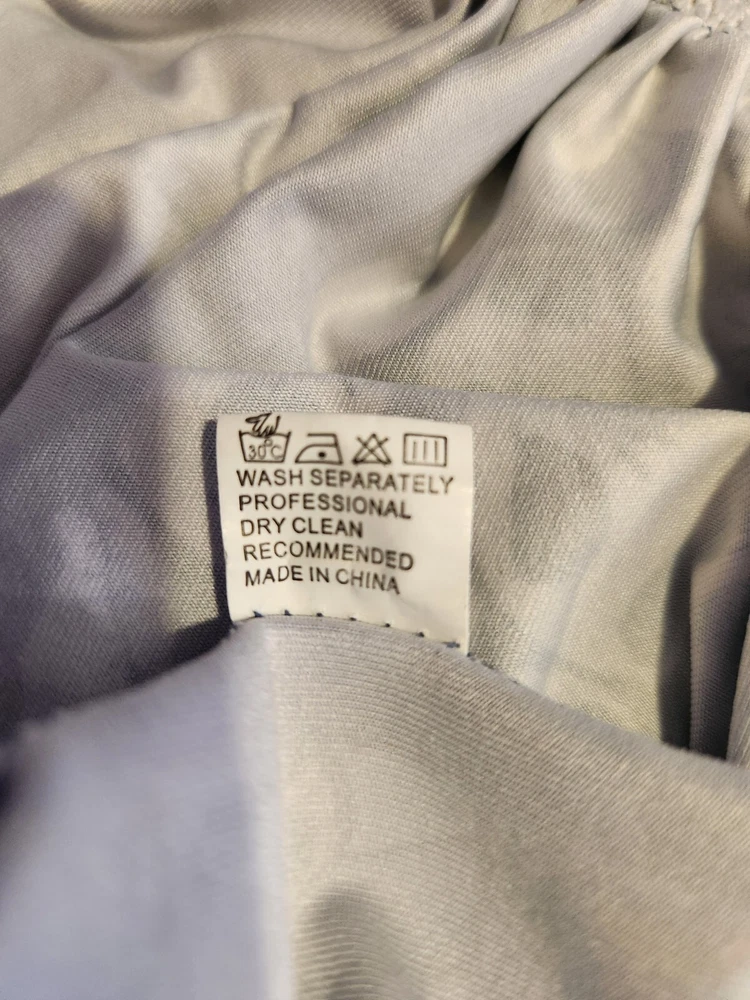 30°C
WASH SEPARATELY
PROFESSIONAL
DRY CLEAN
RECOMMENDED
MADE IN CHINA